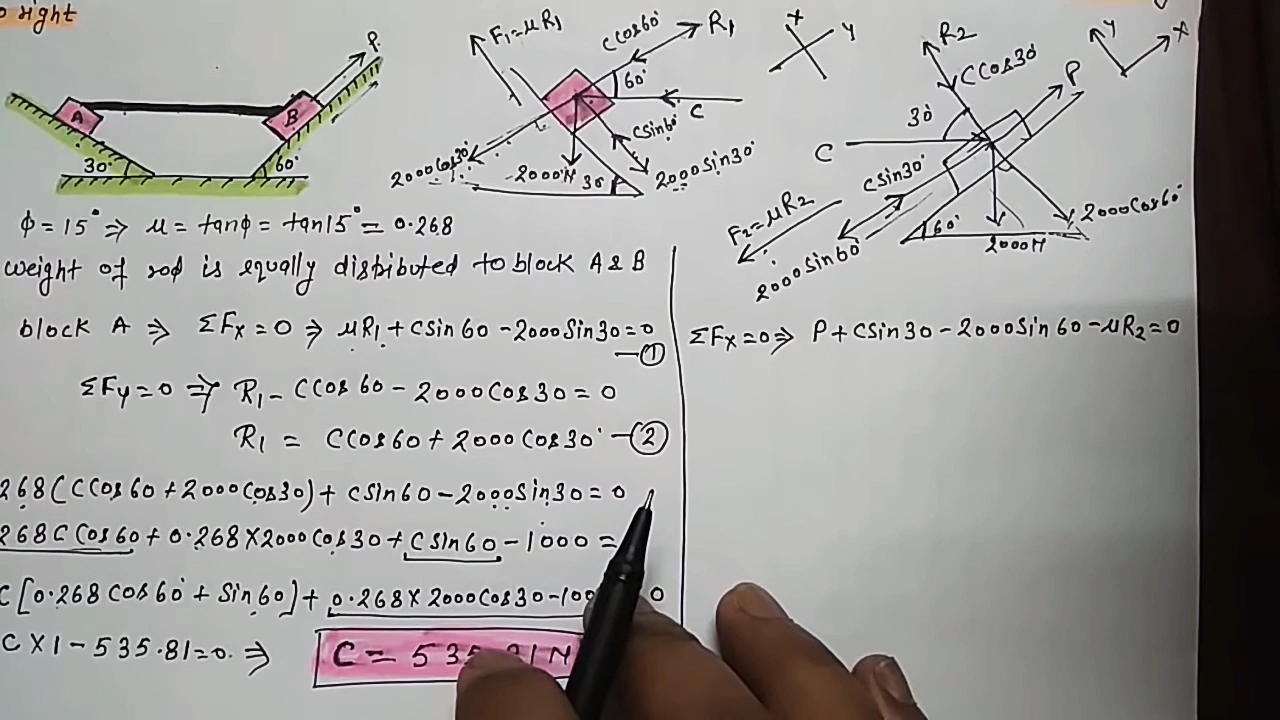 o right
A
B
P
30°
60°
F₁=μR₁
CCos60°
R₁
60°
C
Csin60°
2000Cos30°
2000N
30°
2000Sin30°
X
Y
R2
CCos30°
P
30°
C
Csin30°
F₂=μR2
2000Sin60°
60°
2000N
2000Cos60°
Y
X
φ = 15° ⇒ μ = tanφ = tan15° = 0.268
weight of rod is equally distributed to block A & B
block A ⇒ ΣFx=0 ⇒ μR₁ + Csin60 - 2000Sin30 = 0
—①
ΣFy=0 ⇒ R₁ - CCos60 - 2000Cos30 = 0
R₁ = CCos60 + 2000Cos30 —②
268(CCos60 + 2000Cos30) + Csin60 - 2000Sin30 = 0
268CCos60 + 0.268×2000Cos30 + Csin60 - 1000 =
C[0.268Cos60 + Sin60] + 0.268×2000Cos30 - 100 0
C×1 - 535.81 = 0 ⇒ C = 535.81N
ΣFx=0 ⇒ P + Csin30 - 2000Sin60 - μR2 = 0